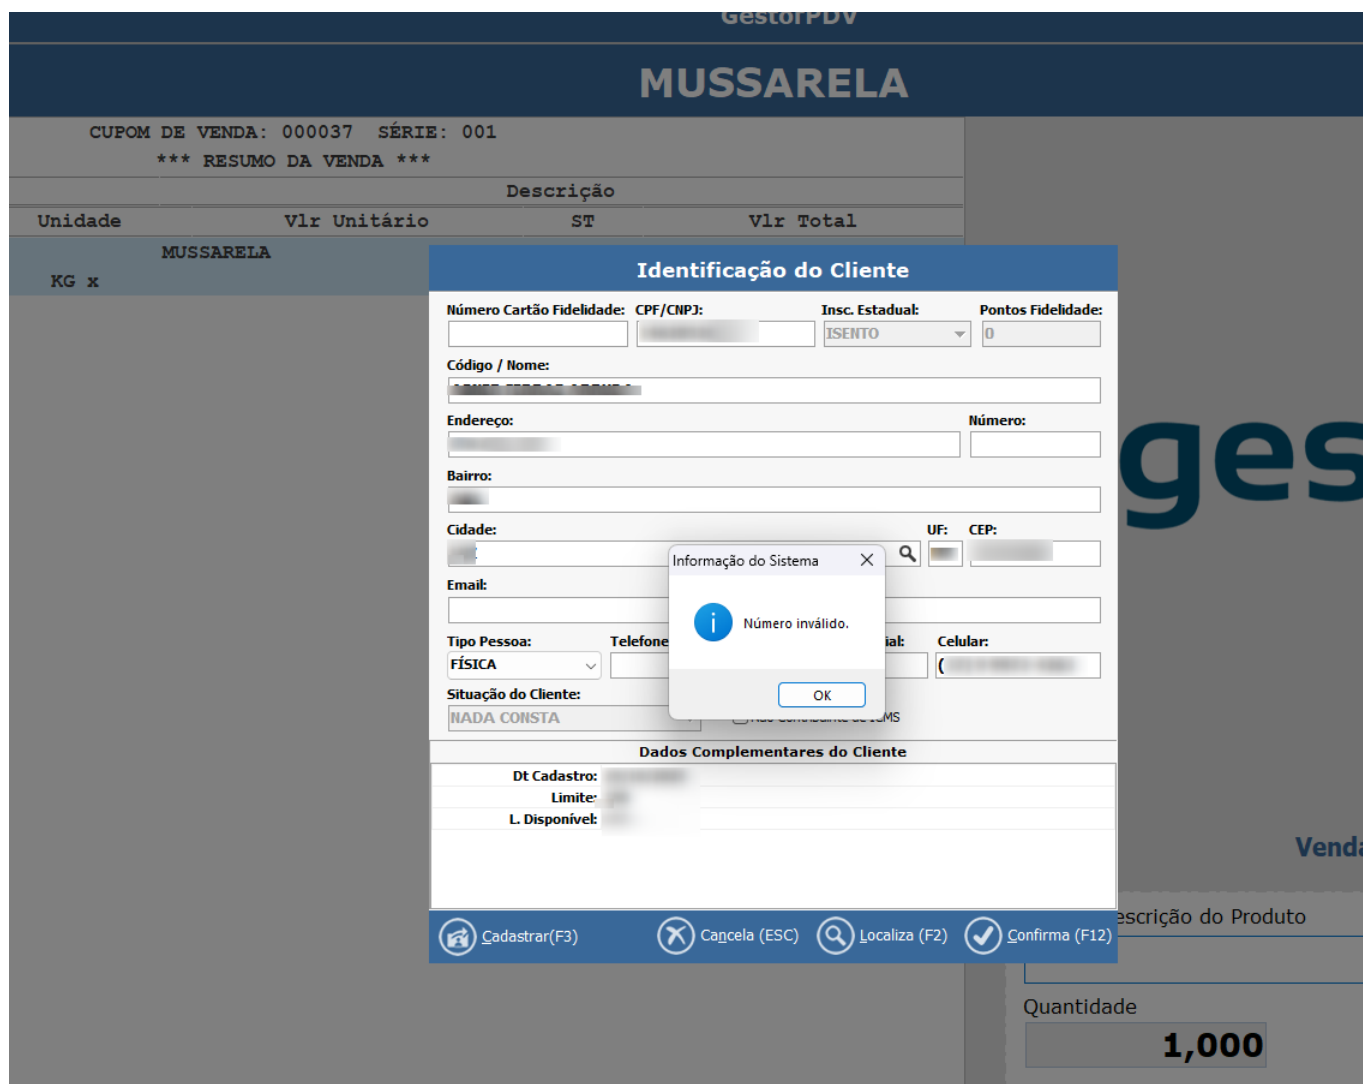 GestorPDV
MUSSARELA
CUPOM DE VENDA: 000037 SÉRIE: 001
*** RESUMO DA VENDA ***
Descrição
Unidade Vlr Unitário ST Vlr Total
MUSSARELA
KG x
Identificação do Cliente
Número Cartão Fidelidade: CPF/CNPJ: Insc. Estadual: Pontos Fidelidade:
ISENTO 0
Código / Nome:
Endereço: Número:
Bairro:
Cidade: UF: CEP:
Informação do Sistema
Email:
Número inválido.
Tipo Pessoa: Telefone ial: Celular:
FÍSICA (
OK
Situação do Cliente:
NADA CONSTA
Dados Complementares do Cliente
Dt Cadastro:
Limite:
L. Disponível:
Cadastrar(F3) Cancela (ESC) Localiza (F2) Confirma (F12)
ges
Venda
escrição do Produto
Quantidade
1,000